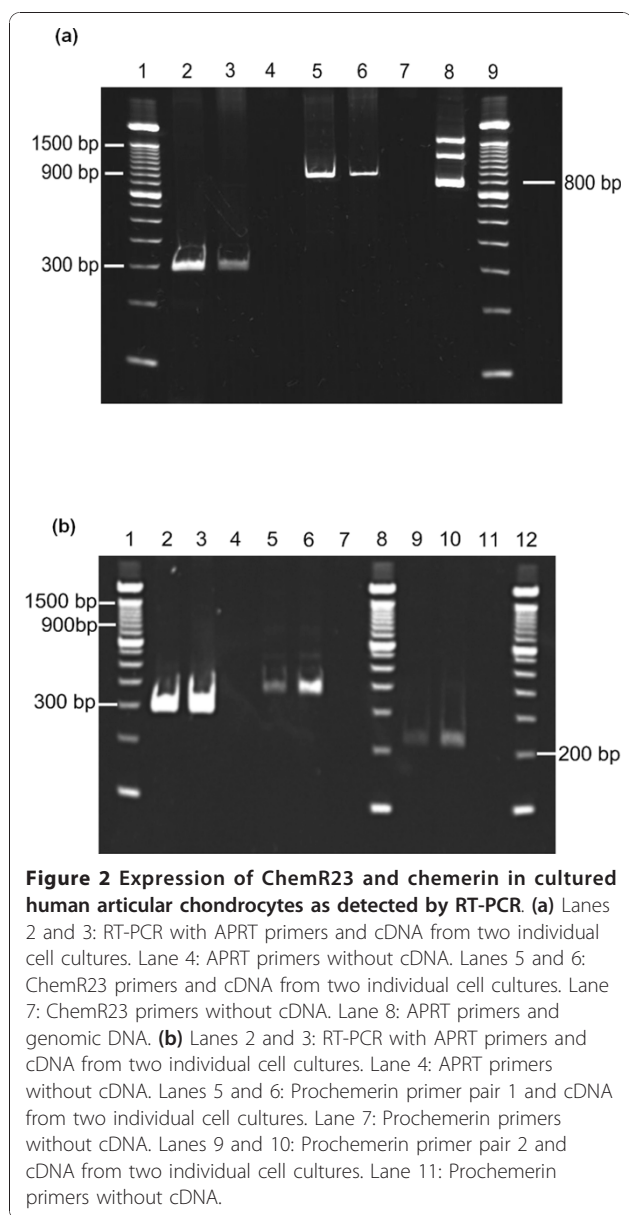 (a)
1 2 3 4 5 6 7 8 9
1500 bp
900 bp
800 bp
300 bp
(b)
1 2 3 4 5 6 7 8 9 10 11 12
1500 bp
900bp
300 bp
200 bp
Figure 2 Expression of ChemR23 and chemerin in cultured
human articular chondrocytes as detected by RT-PCR. (a) Lanes
2 and 3: RT-PCR with APRT primers and cDNA from two individual
cell cultures. Lane 4: APRT primers without cDNA. Lanes 5 and 6:
ChemR23 primers and cDNA from two individual cell cultures. Lane
7: ChemR23 primers without cDNA. Lane 8: APRT primers and
genomic DNA. (b) Lanes 2 and 3: RT-PCR with APRT primers and
cDNA from two individual cell cultures. Lane 4: APRT primers
without cDNA. Lanes 5 and 6: Prochemerin primer pair 1 and cDNA
from two individual cell cultures. Lane 7: Prochemerin primers
without cDNA. Lanes 9 and 10: Prochemerin primer pair 2 and
cDNA from two individual cell cultures. Lane 11: Prochemerin
primers without cDNA.